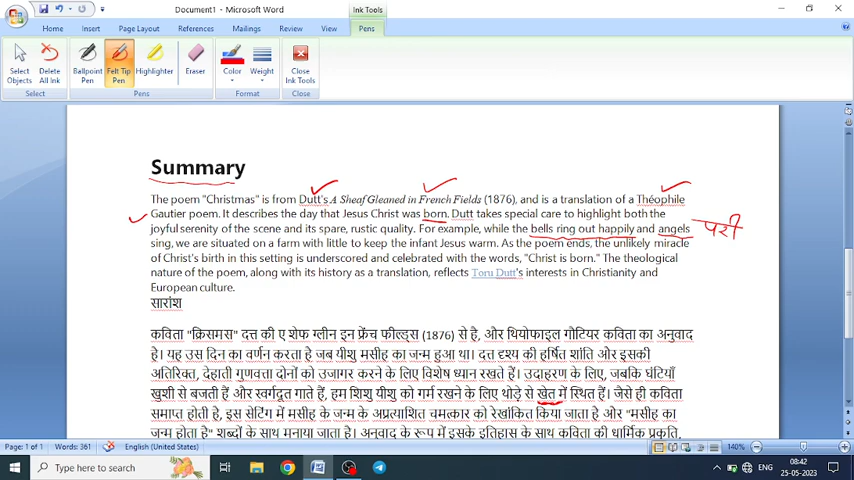 Document1 - Microsoft Word
Ink Tools
Home Insert Page Layout References Mailings Review View Pens
Select Objects
Delete All Ink
Ballpoint Pen
Felt Tip Pen
Highlighter
Eraser
Color
Weight
Close Ink Tools
Select Pens Format Close
Summary
The poem "Christmas" is from Dutt's A Sheaf Gleaned in French Fields (1876), and is a translation of a Théophile
Gautier poem. It describes the day that Jesus Christ was born. Dutt takes special care to highlight both the
joyful serenity of the scene and its spare, rustic quality. For example, while the bells ring out happily and angels
परी
sing, we are situated on a farm with little to keep the infant Jesus warm. As the poem ends, the unlikely miracle
of Christ's birth in this setting is underscored and celebrated with the words, "Christ is born." The theological
nature of the poem, along with its history as a translation, reflects Toru Dutt's interests in Christianity and
European culture.
सारांश
कविता "क्रिसमस" दत्त की ए शेफ ग्लीन इन फ्रेंच फील्ड्स (1876) से है, और थियोफाइल गौटियर कविता का अनुवाद
है। यह उस दिन का वर्णन करता है जब यीशु मसीह का जन्म हुआ था। दत्त दृश्य की हर्षित शांति और इसकी
अतिरिक्त, देहाती गुणवत्ता दोनों को उजागर करने के लिए विशेष ध्यान रखते हैं। उदाहरण के लिए, जबकि घंटियाँ
खुशी से बजती हैं और स्वर्गदूत गाते हैं, हम शिशु यीशु को गर्म रखने के लिए थोड़े से खेत में स्थित हैं। जैसे ही कविता
समाप्त होती है, इस सेटिंग में मसीह के जन्म के अप्रत्याशित चमत्कार को रेखांकित किया जाता है और "मसीह का
जन्म होता है" शब्दों के साथ मनाया जाता है। अनुवाद के रूप में इसके इतिहास के साथ कविता की धार्मिक प्रकृति,
Page: 1 of 1 Words: 361 English (United States) 140%
Type here to search
ENG
08:42
25-05-2023